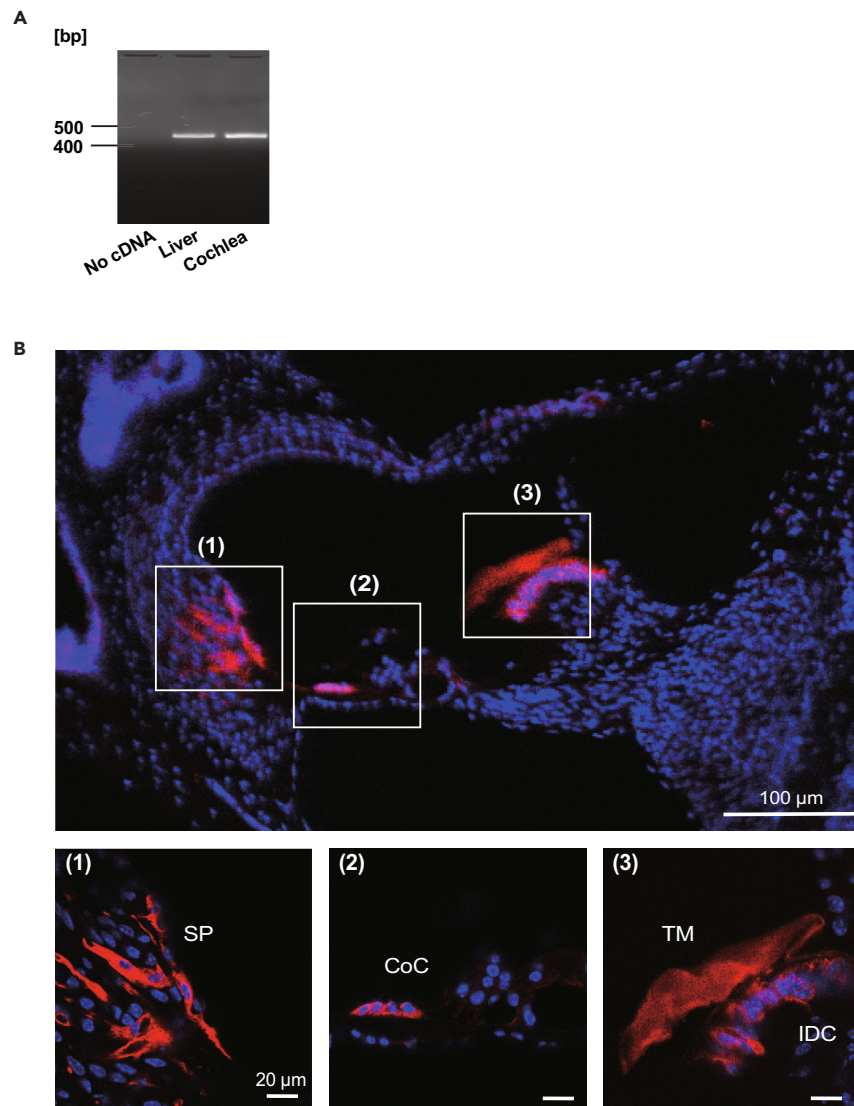 A
[bp]
500
400
No cDNA
Liver
Cochlea
B
(1)
(2)
(3)
100 µm
(1)
SP
20 µm
(2)
CoC
(3)
TM
IDC